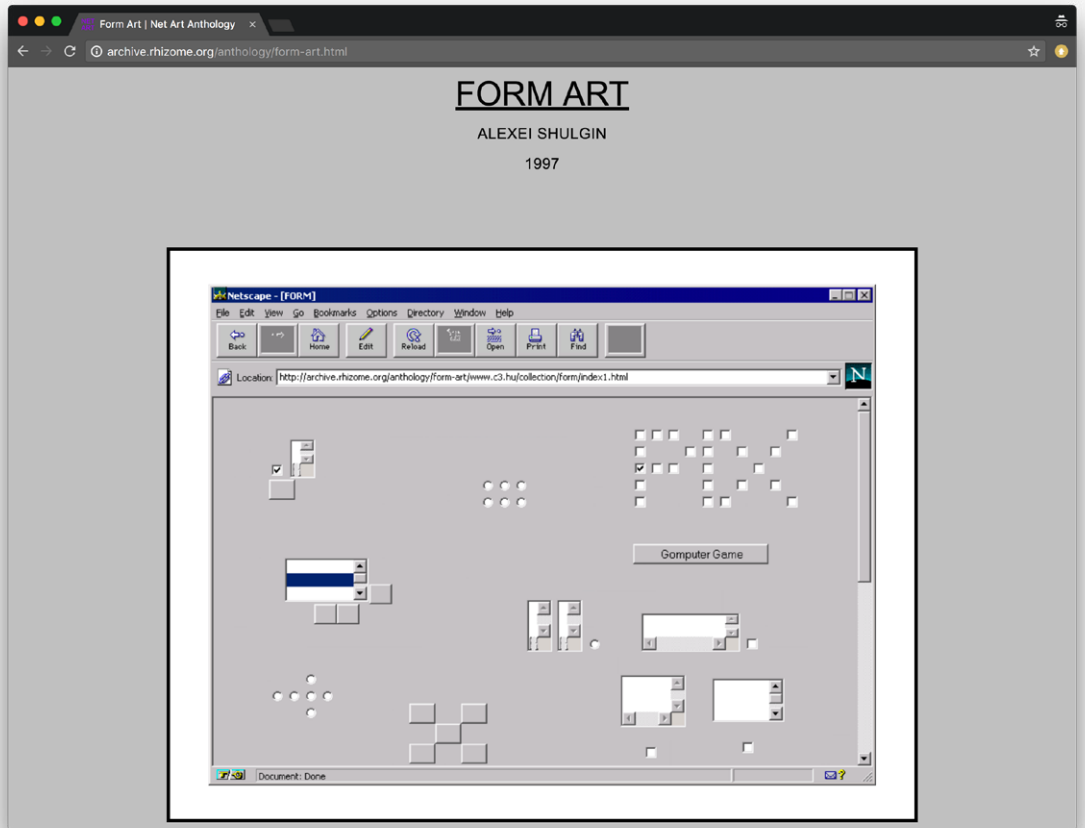 Form Art | Net Art Anthology
archive.rhizome.org/anthology/form-art.html
FORM ART
ALEXEI SHULGIN
1997
Netscape - [FORM]
File Edit View Go Bookmarks Options Directory Window Help
Back Home Edit Reload Open Print Find
Location: http://archive.rhizome.org/anthology/form-art/www.c3.hu/collection/form/index1.html
N
Gomputer Game
Document: Done